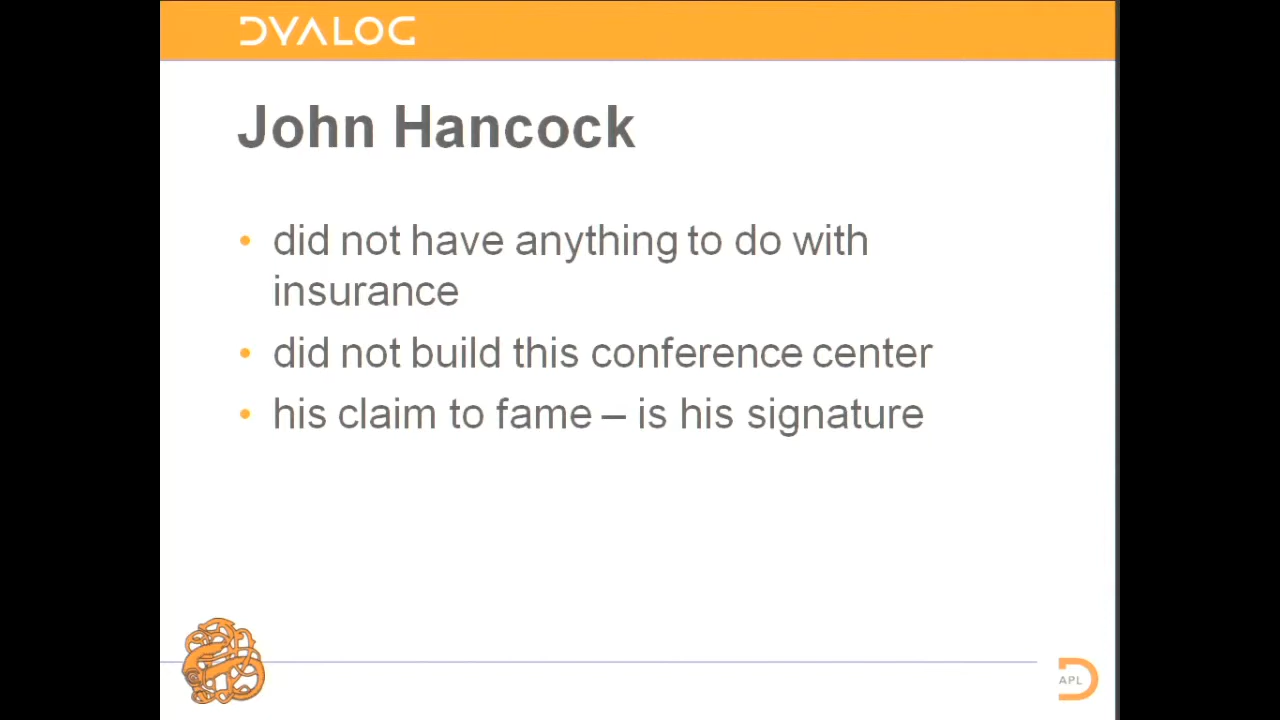 DYALOG
John Hancock
• did not have anything to do with
insurance
• did not build this conference center
• his claim to fame – is his signature
APL